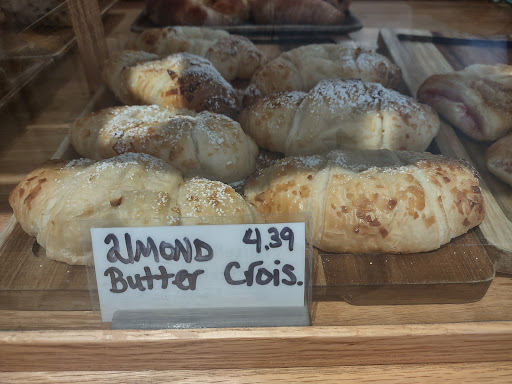 almond 4.39
Butter Crois.